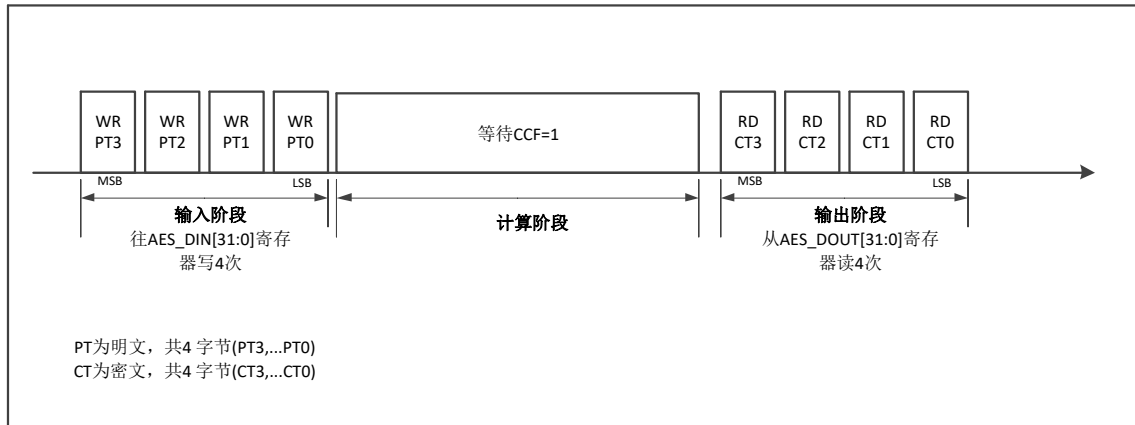 WR
PT3
WR
PT2
WR
PT1
WR
PT0
等待CCF=1
RD
CT3
RD
CT2
RD
CT1
RD
CT0
MSB
LSB
MSB
LSB
输入阶段
往AES_DIN[31:0]寄存
器写4次
计算阶段
输出阶段
从AES_DOUT[31:0]寄存
器读4次
PT为明文，共4 字节(PT3,...PT0)
CT为密文，共4 字节(CT3,...CT0)